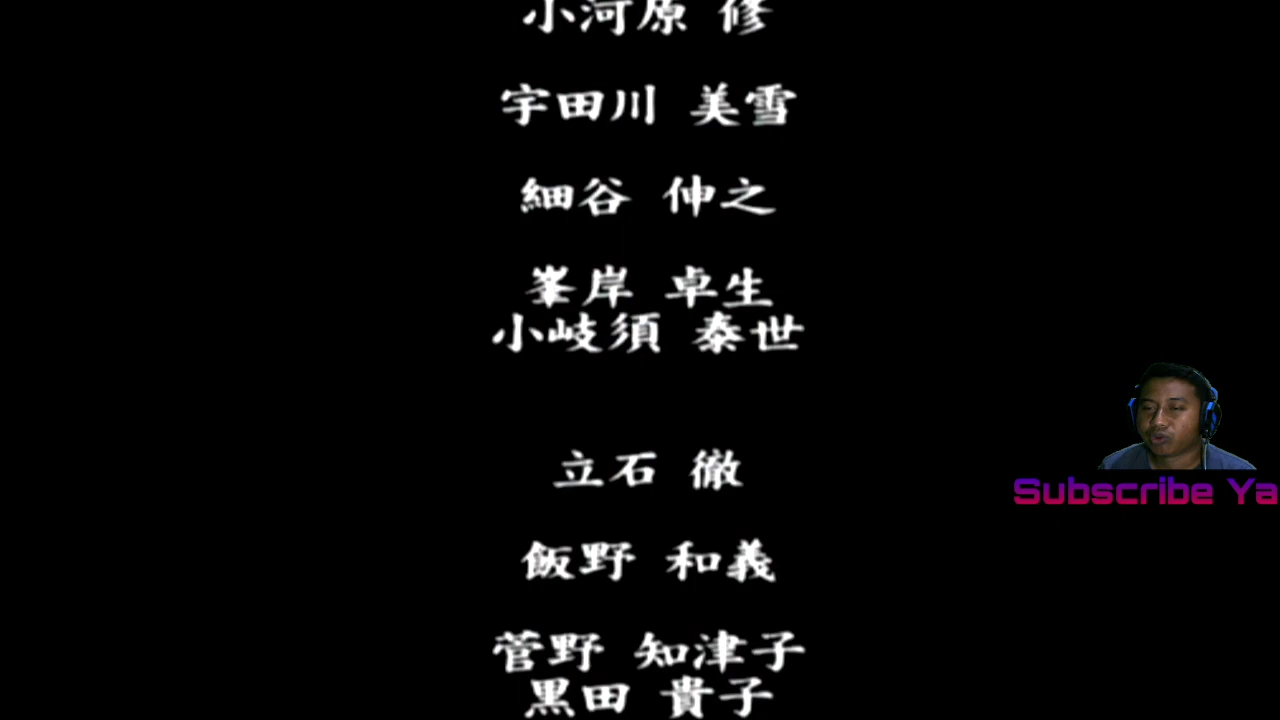 小河原 修
宇田川 美雪
細谷 伸之
峯岸 卓生
小岐須 泰世
立石 徹
飯野 和義
菅野 知津子
黒田 貴子
Subscribe Ya